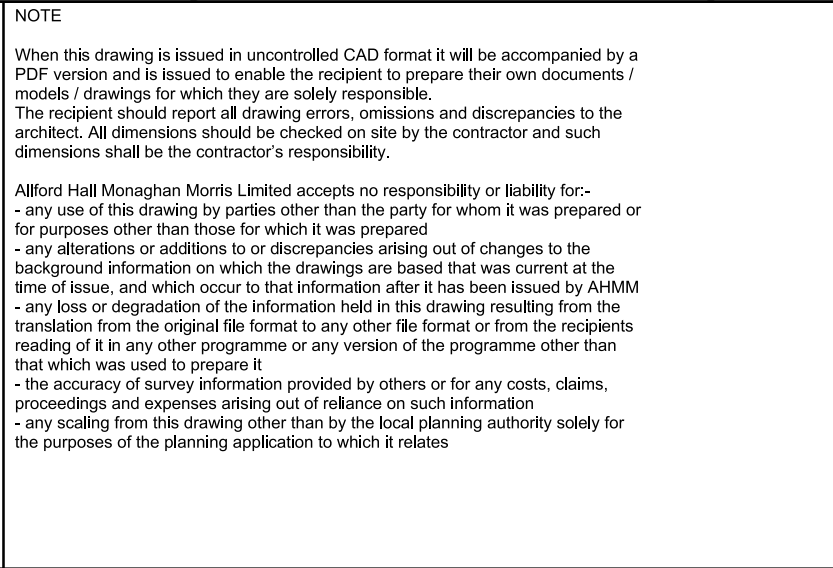 NOTE
When this drawing is issued in uncontrolled CAD format it will be accompanied by a
PDF version and is issued to enable the recipient to prepare their own documents /
models / drawings for which they are solely responsible.
The recipient should report all drawing errors, omissions and discrepancies to the
architect. All dimensions should be checked on site by the contractor and such
dimensions shall be the contractor's responsibility.
Allford Hall Monaghan Morris Limited accepts no responsibility or liability for:-
- any use of this drawing by parties other than the party for whom it was prepared or
for purposes other than those for which it was prepared
- any alterations or additions to or discrepancies arising out of changes to the
background information on which the drawings are based that was current at the
time of issue, and which occur to that information after it has been issued by AHMM
- any loss or degradation of the information held in this drawing resulting from the
translation from the original file format to any other file format or from the recipients
reading of it in any other programme or any version of the programme other than
that which was used to prepare it
- the accuracy of survey information provided by others or for any costs, claims,
proceedings and expenses arising out of reliance on such information
- any scaling from this drawing other than by the local planning authority solely for
the purposes of the planning application to which it relates